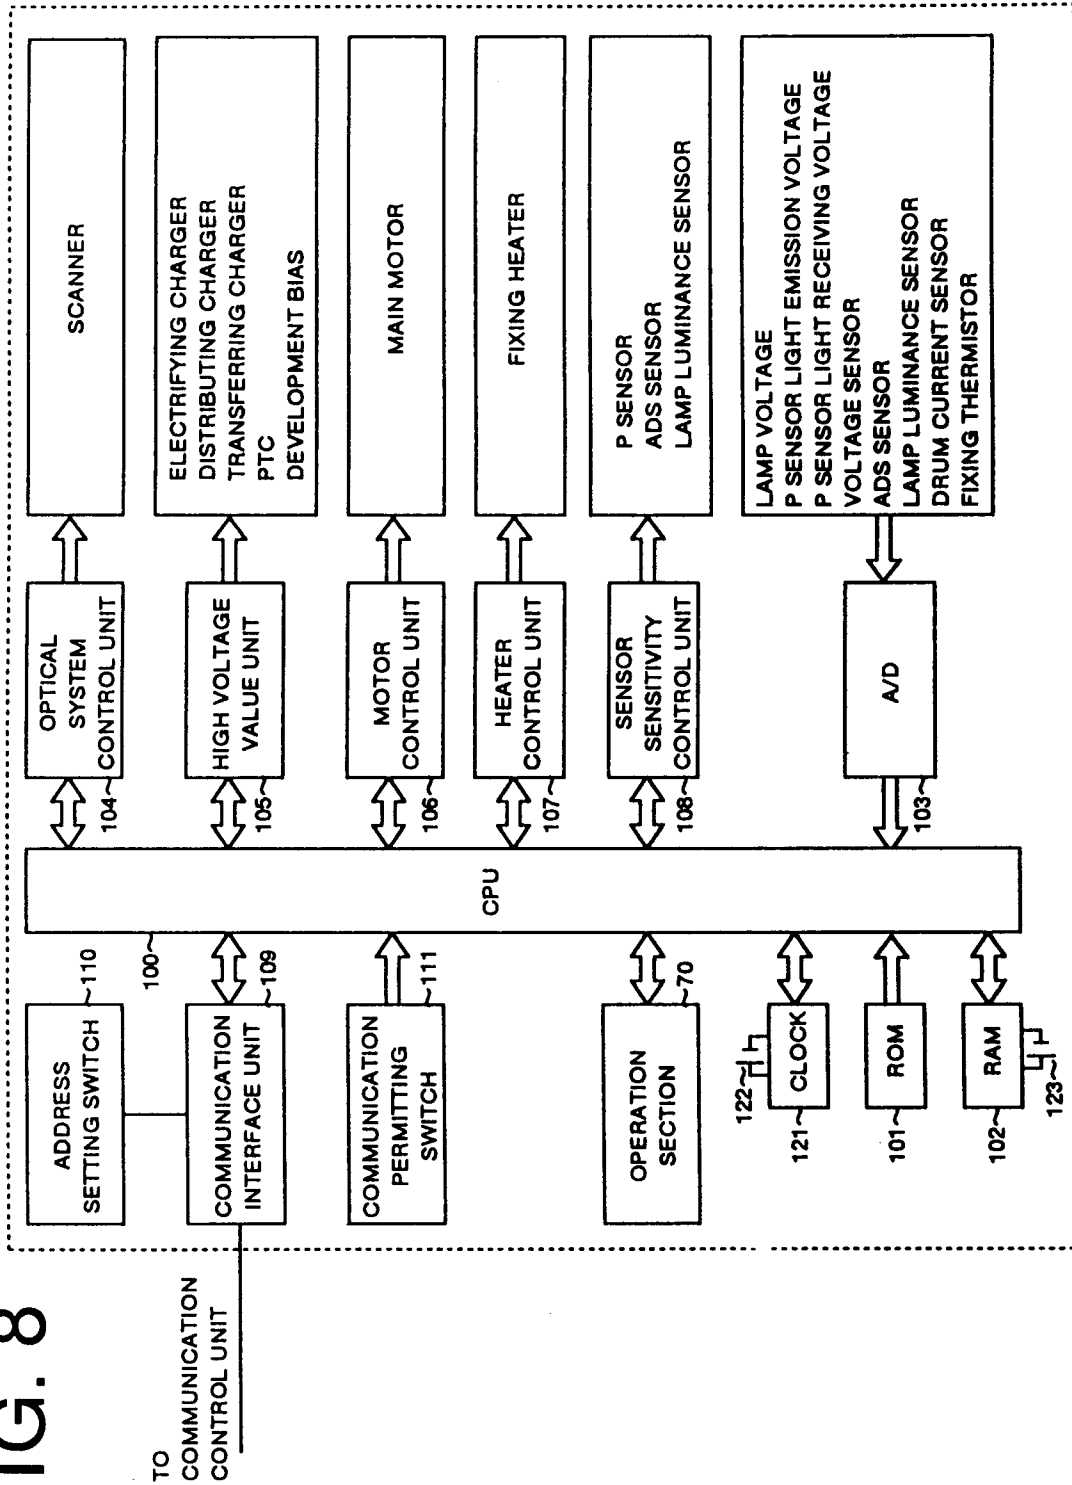 IG. 8
TO
COMMUNICATION
CONTROL UNIT
ADDRESS
SETTING SWITCH
110
COMMUNICATION
INTERFACE UNIT
109
COMMUNICATION
PERMITTING
SWITCH
111
OPERATION
SECTION
70
122
CLOCK
121
ROM
101
RAM
102
123
100
CPU
OPTICAL
SYSTEM
CONTROL UNIT
104
HIGH VOLTAGE
VALUE UNIT
105
MOTOR
CONTROL UNIT
106
HEATER
CONTROL UNIT
107
SENSOR
SENSITIVITY
CONTROL UNIT
108
A/D
103
SCANNER
ELECTRIFYING CHARGER
DISTRIBUTING CHARGER
TRANSFERRING CHARGER
PTC
DEVELOPMENT BIAS
MAIN MOTOR
FIXING HEATER
P SENSOR
ADS SENSOR
LAMP LUMINANCE SENSOR
LAMP VOLTAGE
P SENSOR LIGHT EMISSION VOLTAGE
P SENSOR LIGHT RECEIVING VOLTAGE
VOLTAGE SENSOR
ADS SENSOR
LAMP LUMINANCE SENSOR
DRUM CURRENT SENSOR
FIXING THERMISTOR